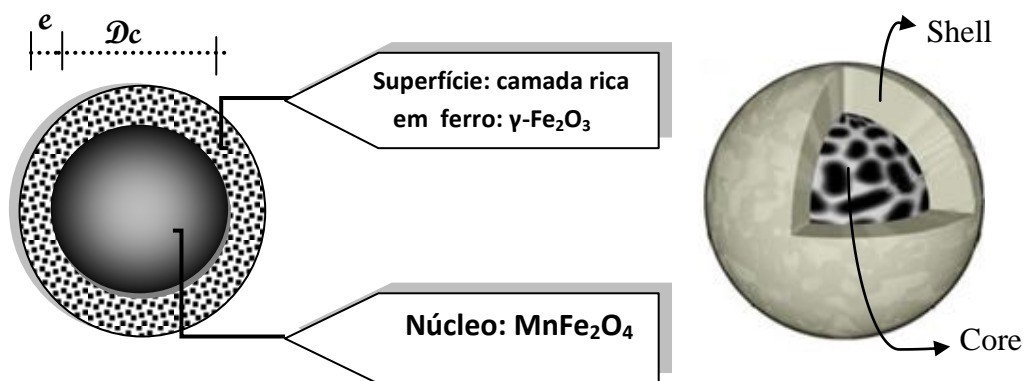 e
Dc
Superfície: camada rica
em ferro: γ-Fe₂O₃
Núcleo: MnFe₂O₄
Shell
Core